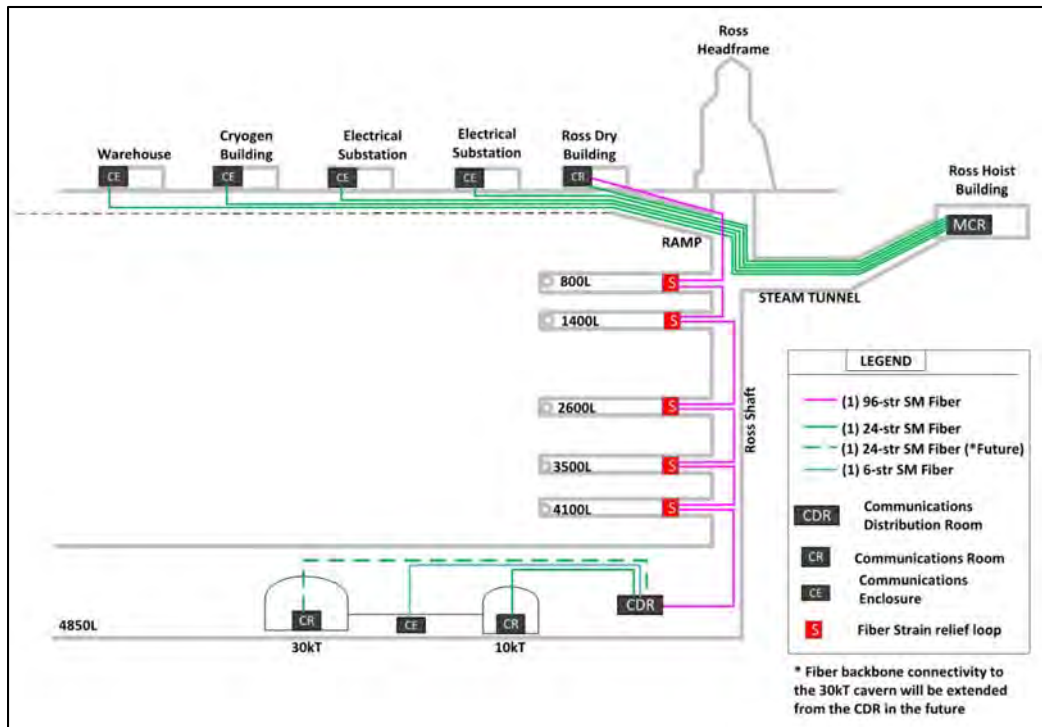 Ross
Headframe
Warehouse
Cryogen
Building
Electrical
Substation
Electrical
Substation
Ross Dry
Building
Ross Hoist
Building
CE
CE
CE
CE
CR
MCR
RAMP
STEAM TUNNEL
800L
S
1400L
S
2600L
S
3500L
S
4100L
S
Ross Shaft
4850L
CR
30kT
CE
CR
10kT
CDR
LEGEND
(1) 96-str SM Fiber
(1) 24-str SM Fiber
(1) 24-str SM Fiber (*Future)
(1) 6-str SM Fiber
CDR
Communications
Distribution Room
CR
Communications Room
CE
Communications
Enclosure
S
Fiber Strain relief loop
* Fiber backbone connectivity to
the 30kT cavern will be extended
from the CDR in the future